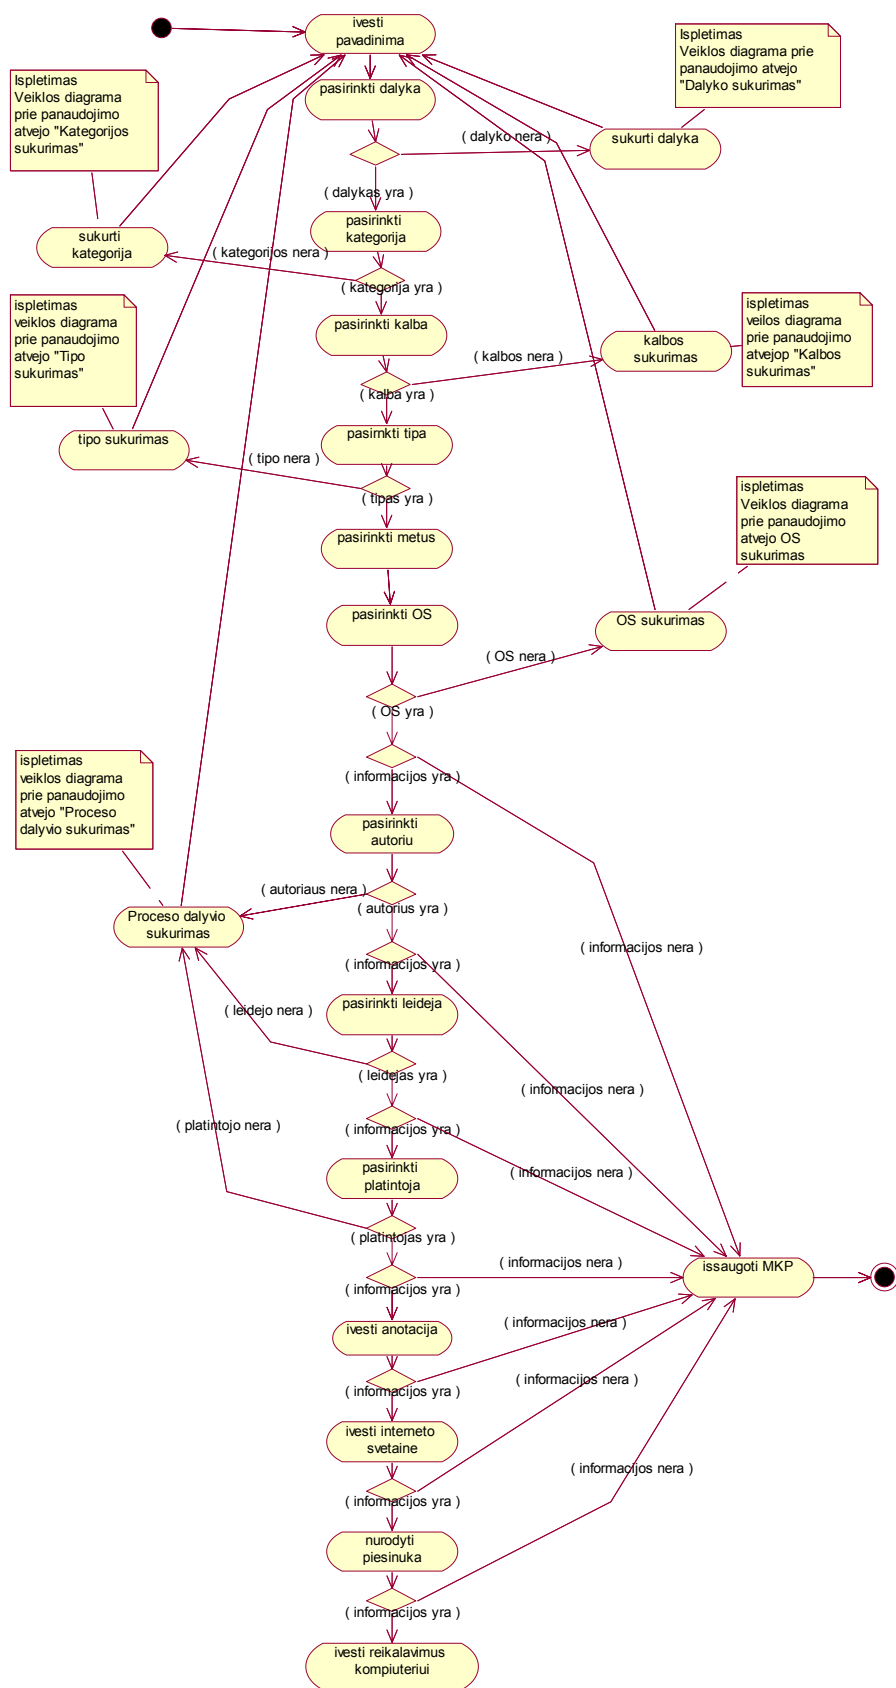 ivesti
pavadinima
Ispletimas
Veiklos diagrama prie
panaudojimo atvejo
"Dalyko sukurimas"
Ispletimas
Veiklos diagrama
prie panaudojimo
atvejo "Kategorijos
sukurimas"
pasirinkti dalyka
( dalyko nera )
sukurti dalyka
( dalykas yra )
pasirinkti
kategorija
sukurti
kategorija
( kategorijos nera )
( kategorija yra )
ispletimas
veiklos diagrama
prie panaudojimo
atvejo "Tipo
sukurimas"
pasirinkti kalba
kalbos
sukurimas
ispletimas
veilos diagrama
prie panaudojimo
atvejop "Kalbos
sukurimas"
( kalbos nera )
( kalba yra )
tipo sukurimas
pasirnkti tipa
( tipo nera )
( tipas yra )
ispletimas
Veiklos diagrama
prie panaudojimo
atvejo OS
sukurimas
pasirinkti metus
pasirinkti OS
OS sukurimas
( OS nera )
( OS yra )
ispletimas
veiklos diagrama
prie panaudojimo
atvejo "Proceso
dalyvio sukurimas"
( informacijos yra )
pasirinkti
autoriu
( autoriaus nera )
( autorius yra )
Proceso dalyvio
sukurimas
( informacijos nera )
( informacijos yra )
pasirinkti leideja
( leidejo nera )
( leidejas yra )
( informacijos nera )
( platintojo nera )
( informacijos yra )
pasirinkti
platintoja
( informacijos nera )
( platintojas yra )
( informacijos nera )
issaugoti MKP
( informacijos yra )
ivesti anotacija
( informacijos nera )
( informacijos yra )
( informacijos nera )
ivesti interneto
svetaine
( informacijos nera )
( informacijos yra )
nurodyti
piesinuka
( informacijos yra )
ivesti reikalavimus
kompiuteriui